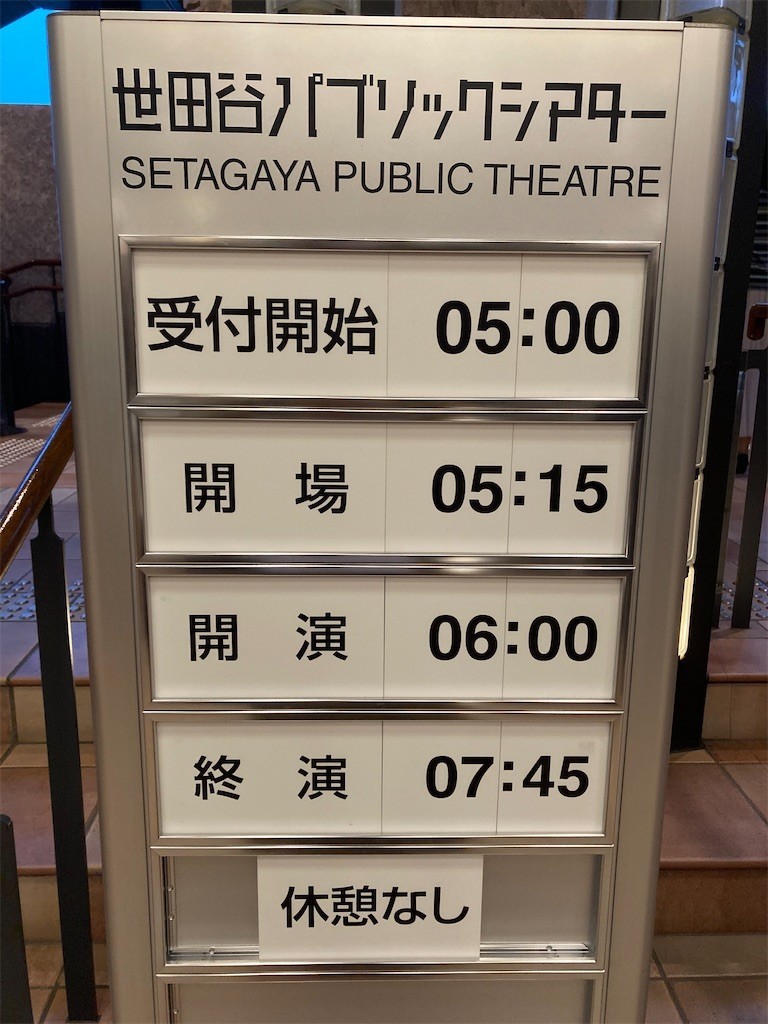 世田谷パブリックシアター
SETAGAYA PUBLIC THEATRE
受付開始 05:00
開場 05:15
開演 06:00
終演 07:45
休憩なし